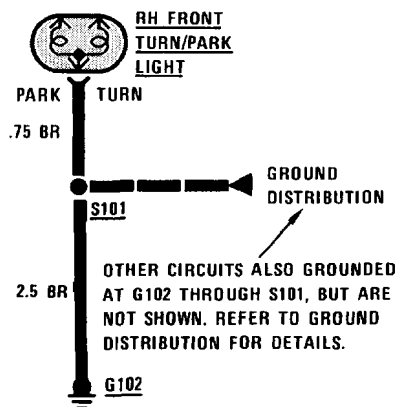 RH FRONT
TURN/PARK
LIGHT
PARK TURN
.75 BR
GROUND
DISTRIBUTION
S101
OTHER CIRCUITS ALSO GROUNDED
AT G102 THROUGH S101, BUT ARE
NOT SHOWN. REFER TO GROUND
DISTRIBUTION FOR DETAILS.
2.5 BR
G102